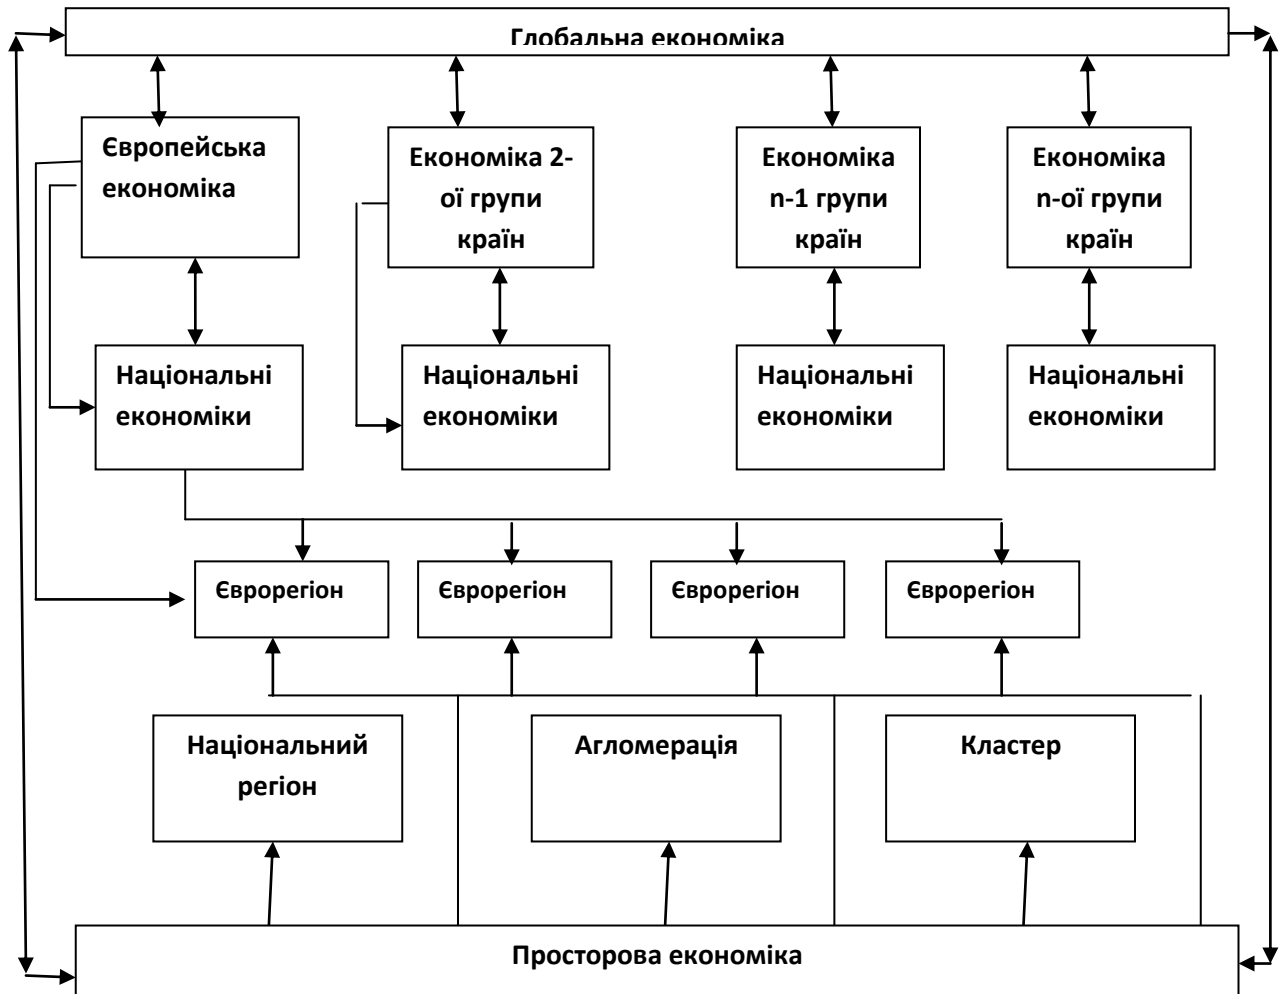 Глобальна економіка
Європейська
економіка
Економіка 2-
ої групи
країн
Економіка
n-1 групи
країн
Економіка
n-ої групи
країн
Національні
економіки
Національні
економіки
Національні
економіки
Національні
економіки
Єврорегіон
Єврорегіон
Єврорегіон
Єврорегіон
Національний
регіон
Агломерація
Кластер
Просторова економіка